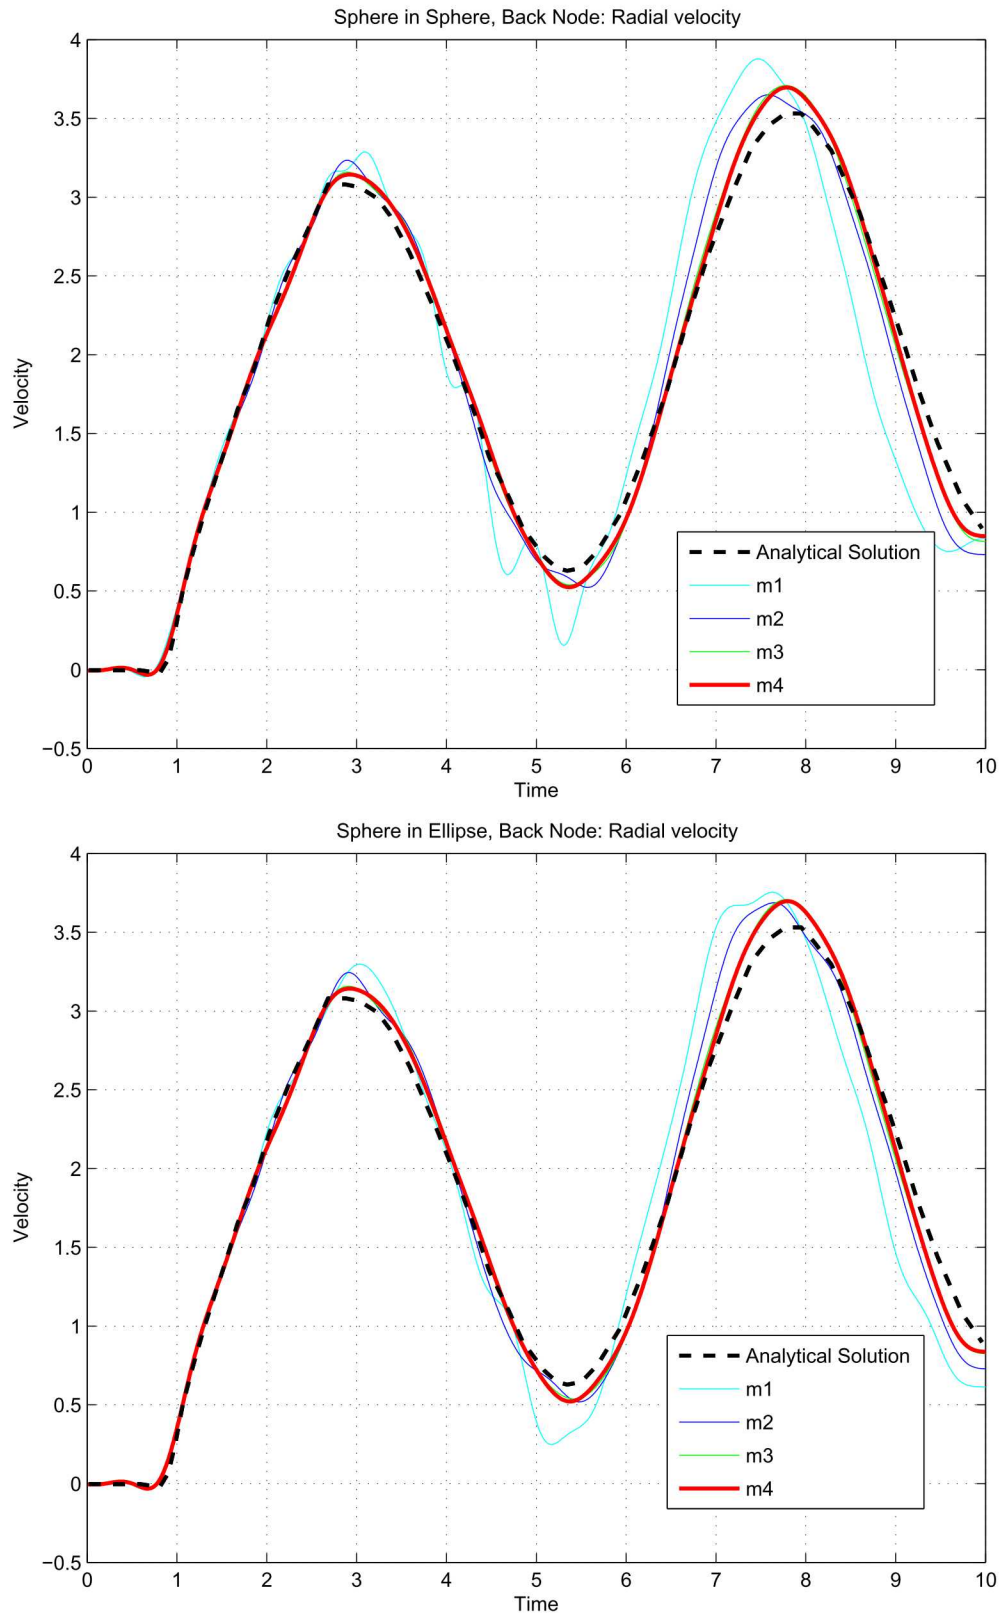 Sphere in Sphere, Back Node: Radial velocity
4
3.5
3
2.5
2
1.5
1
0.5
0
−0.5
Velocity
Analytical Solution
m1
m2
m3
m4
0 1 2 3 4 5 6 7 8 9 10
Time
Sphere in Ellipse, Back Node: Radial velocity
4
3.5
3
2.5
2
1.5
1
0.5
0
−0.5
Velocity
Analytical Solution
m1
m2
m3
m4
0 1 2 3 4 5 6 7 8 9 10
Time